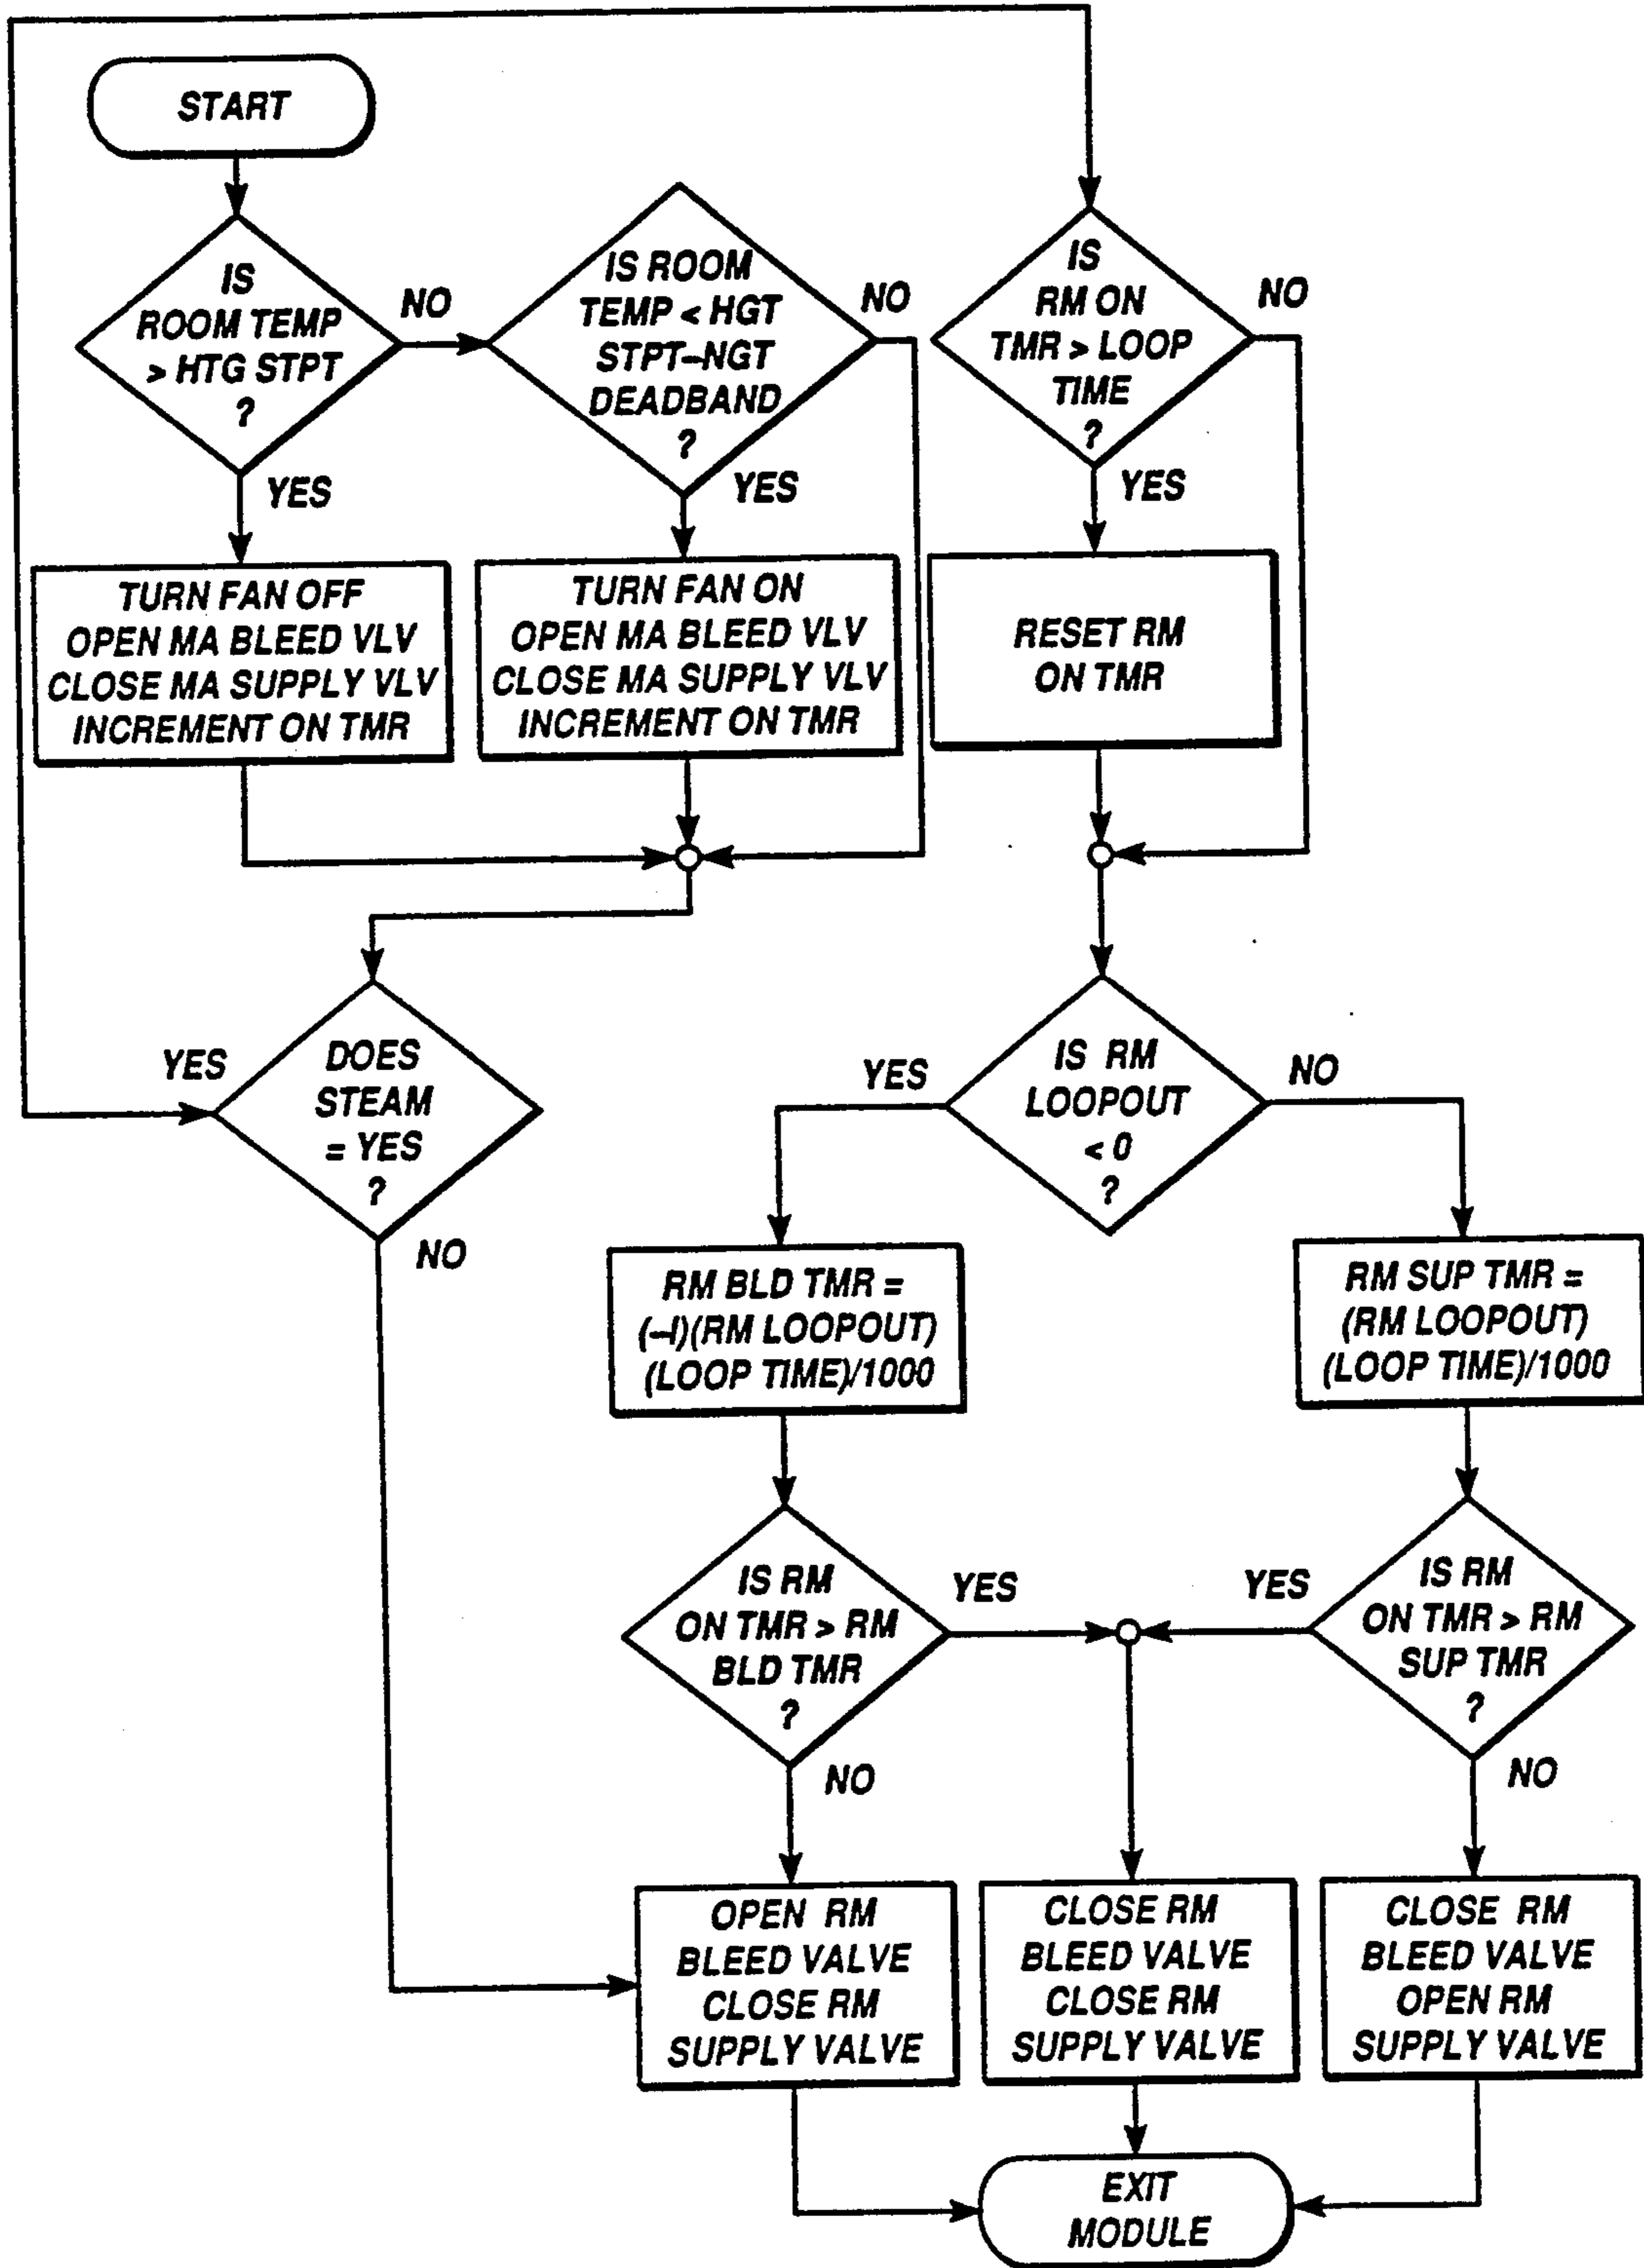 START
IS
ROOM TEMP
> HTG STPT
?
NO
YES
IS ROOM
TEMP < HGT
STPT–NGT
DEADBAND
?
NO
YES
IS
RM ON
TMR > LOOP
TIME
?
NO
YES
TURN FAN OFF
OPEN MA BLEED VLV
CLOSE MA SUPPLY VLV
INCREMENT ON TMR
TURN FAN ON
OPEN MA BLEED VLV
CLOSE MA SUPPLY VLV
INCREMENT ON TMR
RESET RM
ON TMR
YES
DOES
STEAM
= YES
?
NO
YES
IS RM
LOOPOUT
< 0
?
NO
RM BLD TMR =
(–I)(RM LOOPOUT)
(LOOP TIME)/1000
RM SUP TMR =
(RM LOOPOUT)
(LOOP TIME)/1000
IS RM
ON TMR > RM
BLD TMR
?
YES
NO
YES
IS RM
ON TMR > RM
SUP TMR
?
NO
OPEN RM
BLEED VALVE
CLOSE RM
SUPPLY VALVE
CLOSE RM
BLEED VALVE
CLOSE RM
SUPPLY VALVE
CLOSE RM
BLEED VALVE
OPEN RM
SUPPLY VALVE
EXIT
MODULE